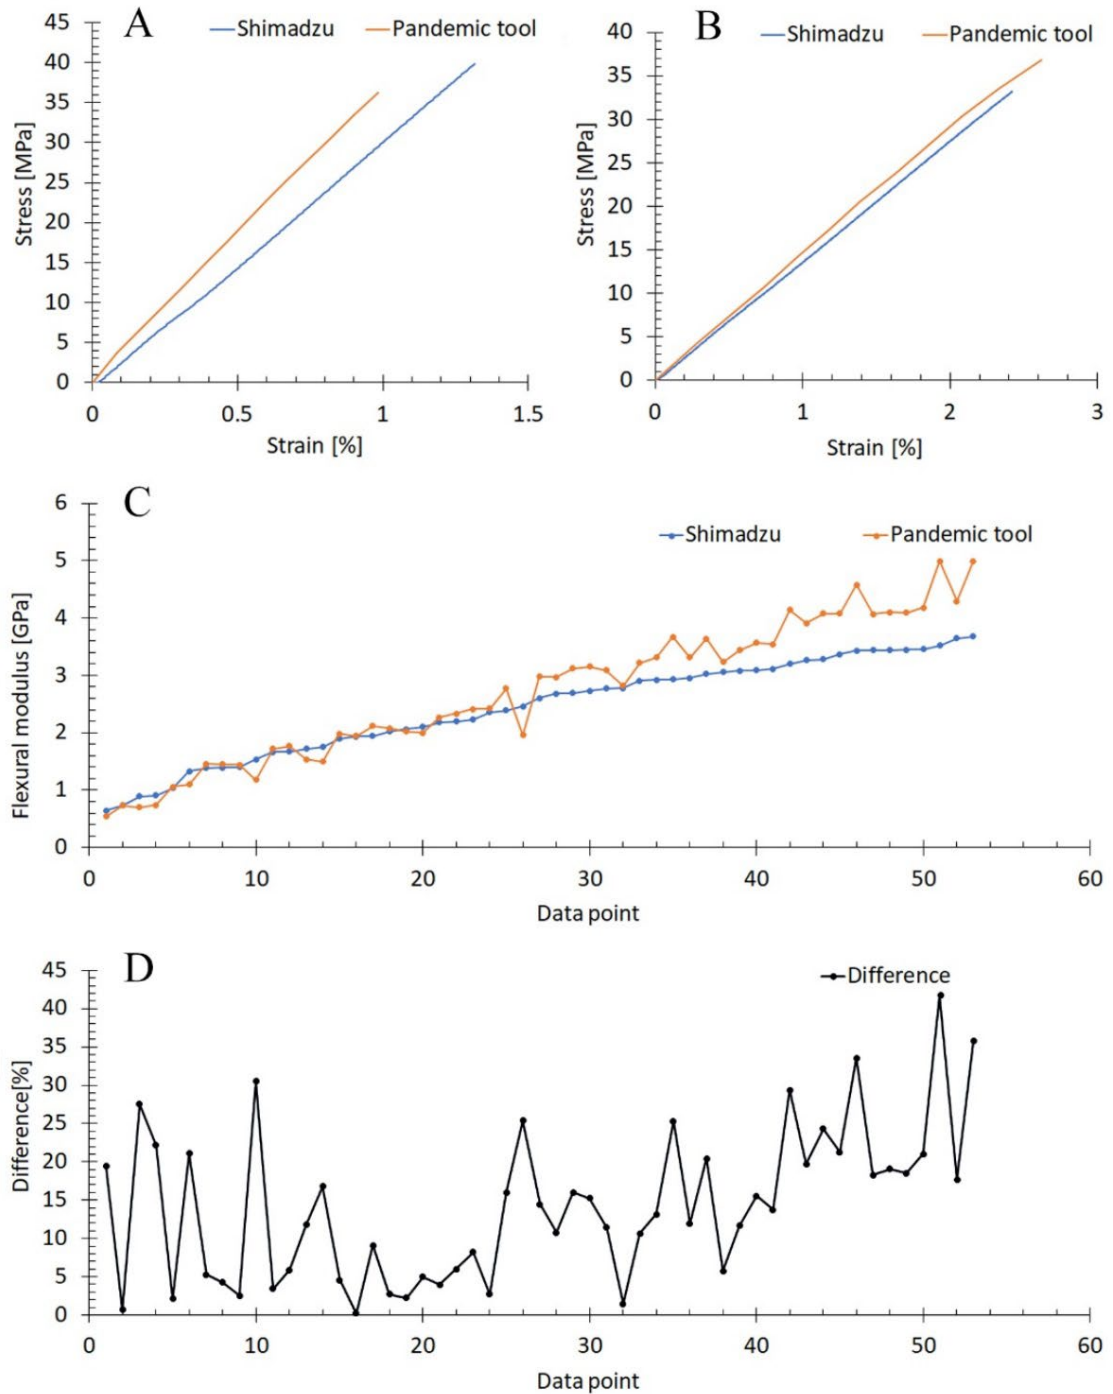 A
Shimadzu Pandemic tool
45
40
35
30
25
20
15
10
5
0
Stress [MPa]
0 0.5 1 1.5
Strain [%]
B
Shimadzu Pandemic tool
40
35
30
25
20
15
10
5
0
Stress [MPa]
0 1 2 3
Strain [%]
C
Shimadzu Pandemic tool
6
5
4
3
2
1
0
Flexural modulus [GPa]
0 10 20 30 40 50 60
Data point
D
Difference
45
40
35
30
25
20
15
10
5
0
Difference[%]
0 10 20 30 40 50 60
Data point